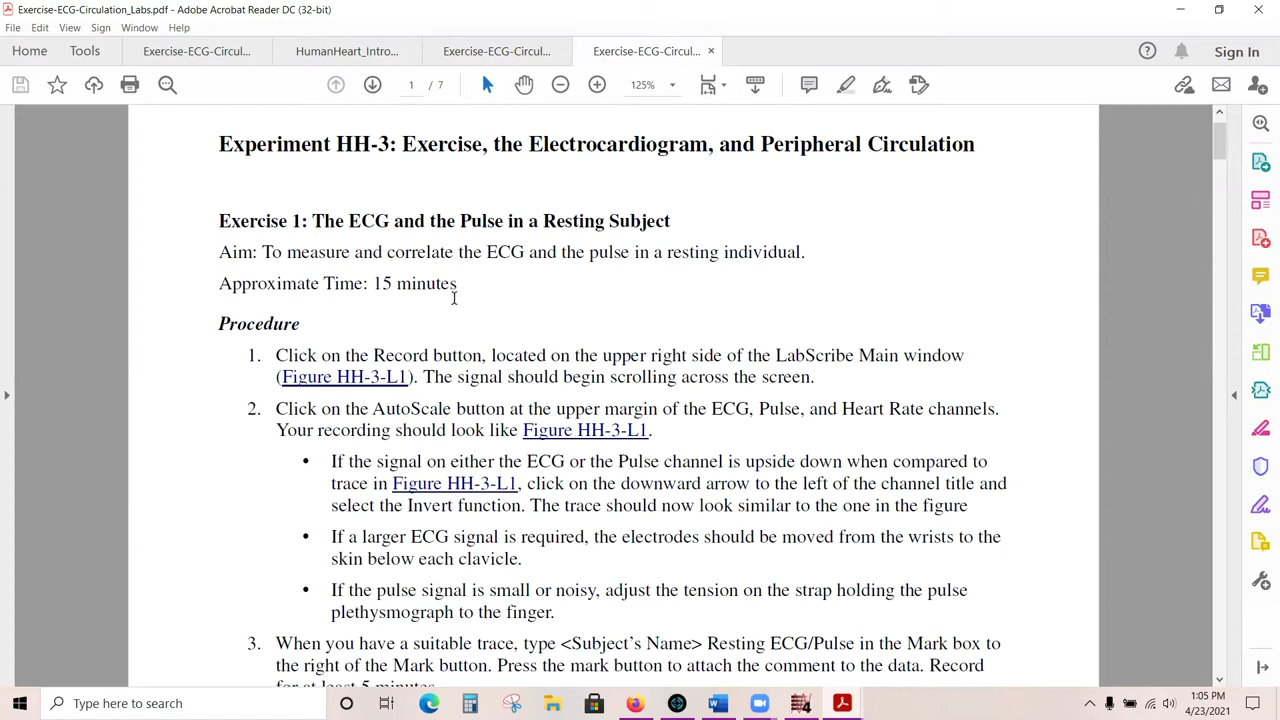 Exercise-ECG-Circulation_Labs.pdf - Adobe Acrobat Reader DC (32-bit)
File Edit View Sign Window Help
Home Tools Exercise-ECG-Circul... HumanHeart_Intro... Exercise-ECG-Circul... Exercise-ECG-Circul... × Sign In
1 / 7 125%
Experiment HH-3: Exercise, the Electrocardiogram, and Peripheral Circulation
Exercise 1: The ECG and the Pulse in a Resting Subject
Aim: To measure and correlate the ECG and the pulse in a resting individual.
Approximate Time: 15 minutes
Procedure
1. Click on the Record button, located on the upper right side of the LabScribe Main window
(Figure HH-3-L1). The signal should begin scrolling across the screen.
2. Click on the AutoScale button at the upper margin of the ECG, Pulse, and Heart Rate channels.
Your recording should look like Figure HH-3-L1.
• If the signal on either the ECG or the Pulse channel is upside down when compared to
trace in Figure HH-3-L1, click on the downward arrow to the left of the channel title and
select the Invert function. The trace should now look similar to the one in the figure
• If a larger ECG signal is required, the electrodes should be moved from the wrists to the
skin below each clavicle.
• If the pulse signal is small or noisy, adjust the tension on the strap holding the pulse
plethysmograph to the finger.
3. When you have a suitable trace, type <Subject's Name> Resting ECG/Pulse in the Mark box to
the right of the Mark button. Press the mark button to attach the comment to the data. Record
for at least 5 minutes.
Type here to search
1:05 PM
4/23/2021